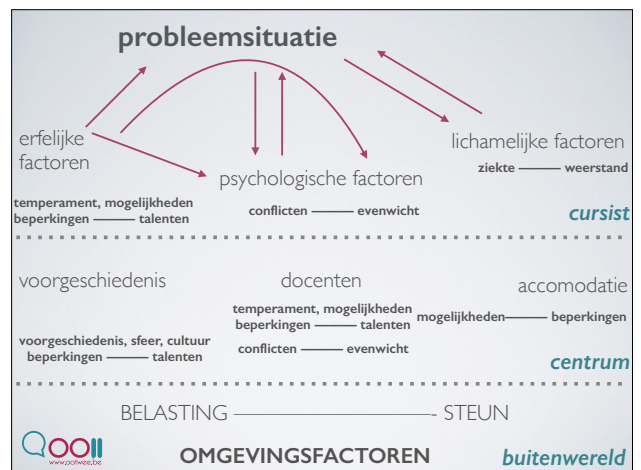 probleemsituatie
erfelijke
factoren
lichamelijke factoren
ziekte weerstand
psychologische factoren
temperament, mogelijkheden
beperkingen talenten
conflicten evenwicht
cursist
voorgeschiedenis
docenten
accomodatie
temperament, mogelijkheden
beperkingen talenten
mogelijkheden beperkingen
voorgeschiedenis, sfeer, cultuur
beperkingen talenten
conflicten evenwicht
centrum
BELASTING - STEUN
OOII
www.ootwee.be
OMGEVINGSFACTOREN
buitenwereld